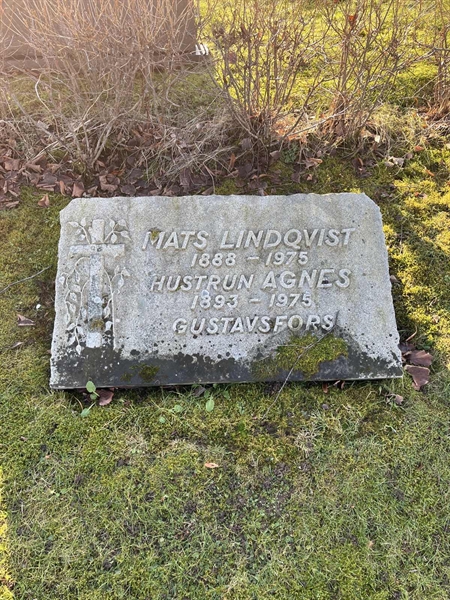 MATS LINDQVIST
1888 - 1975
HUSTRUN AGNES
1893 - 1975
GUSTAVSFORS